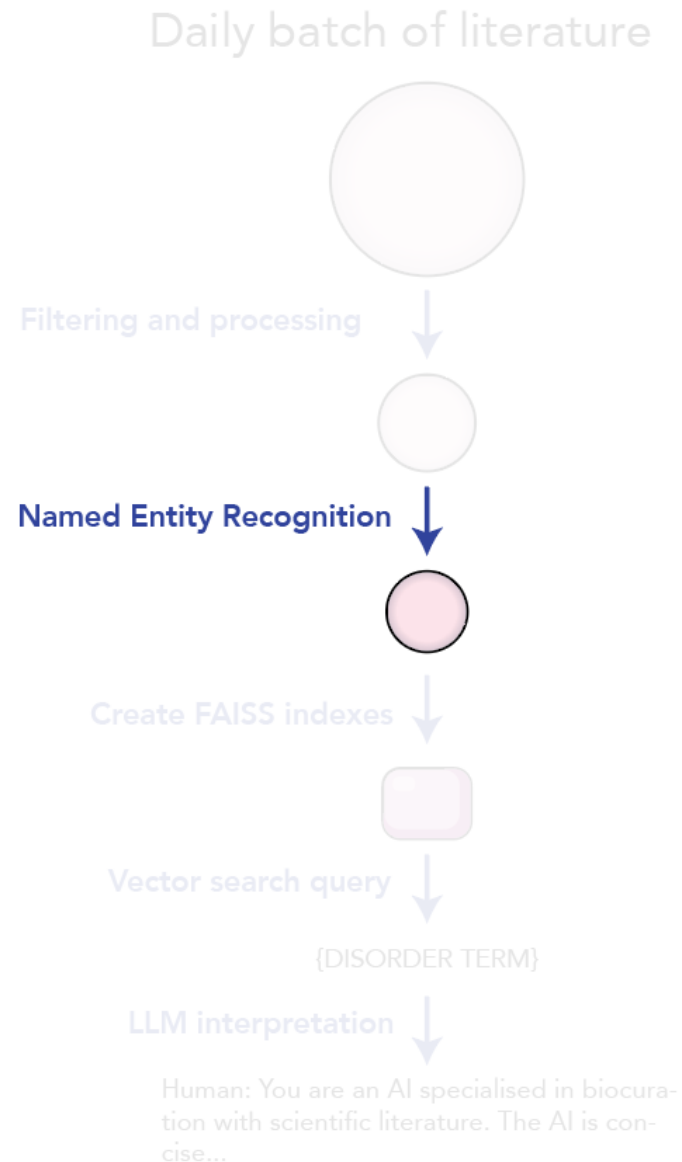 Daily batch of literature
Filtering and processing
Named Entity Recognition
Create FAISS indexes
Vector search query
{DISORDER TERM}
LLM interpretation
Human: You are an AI specialised in biocura-
tion with scientific literature. The AI is con-
cise...